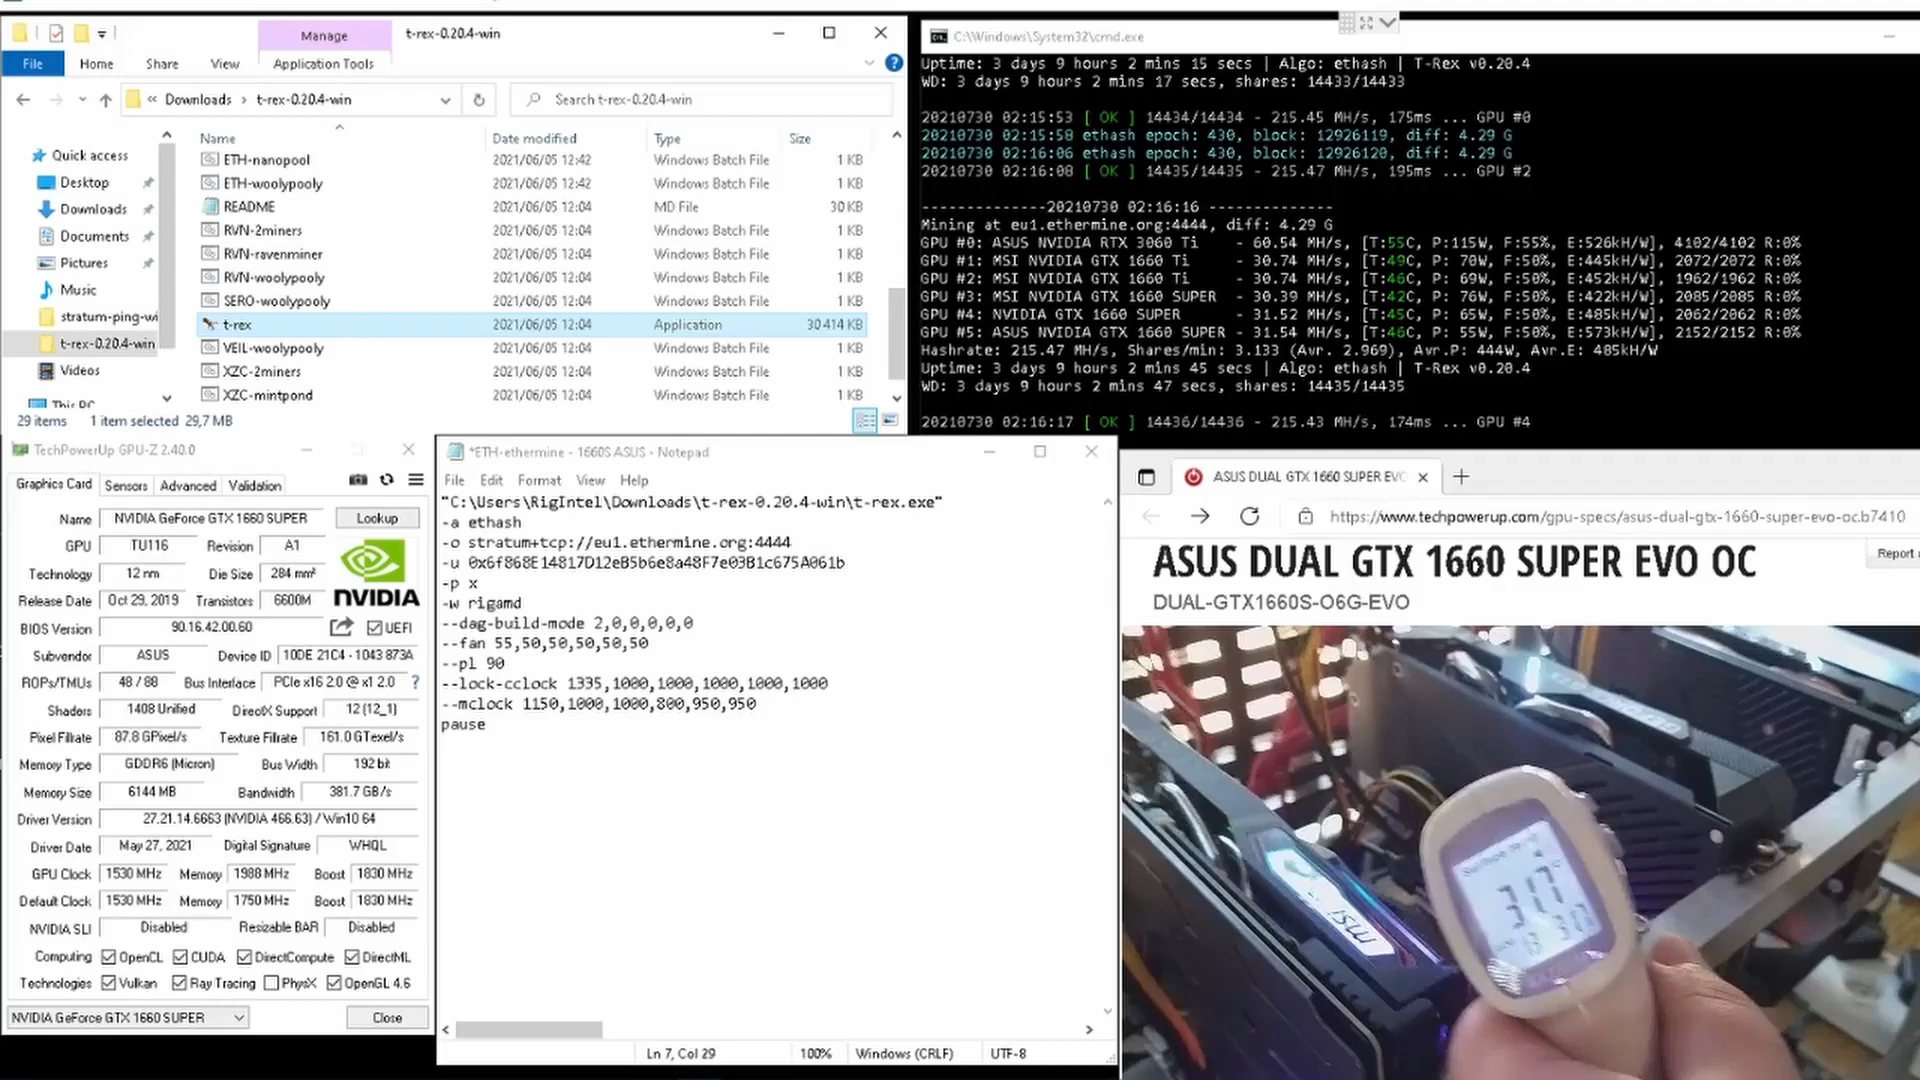 Manage
t-rex-0.20.4-win
File
Home
Share
View
Application Tools
« Downloads › t-rex-0.20.4-win
Search t-rex-0.20.4-win
Name Date modified Type Size
Quick access
Desktop
Downloads
Documents
Pictures
Music
stratum-ping-wi
t-rex-0.20.4-win
Videos
This PC
ETH-nanopool 2021/06/05 12:42 Windows Batch File 1 KB
ETH-woolypooly 2021/06/05 12:42 Windows Batch File 1 KB
README 2021/06/05 12:04 MD File 30 KB
RVN-2miners 2021/06/05 12:04 Windows Batch File 1 KB
RVN-ravenminer 2021/06/05 12:04 Windows Batch File 1 KB
RVN-woolypooly 2021/06/05 12:04 Windows Batch File 1 KB
SERO-woolypooly 2021/06/05 12:04 Windows Batch File 1 KB
t-rex 2021/06/05 12:04 Application 30 414 KB
VEIL-woolypooly 2021/06/05 12:04 Windows Batch File 1 KB
XZC-2miners 2021/06/05 12:04 Windows Batch File 1 KB
XZC-mintpond 2021/06/05 12:04 Windows Batch File 1 KB
29 items 1 item selected 29,7 MB
C:\Windows\System32\cmd.exe
Uptime: 3 days 9 hours 2 mins 15 secs | Algo: ethash | T-Rex v0.20.4
WD: 3 days 9 hours 2 mins 17 secs, shares: 14433/14433
20210730 02:15:53 [ OK ] 14434/14434 - 215.45 MH/s, 175ms ... GPU #0
20210730 02:15:58 ethash epoch: 430, block: 12926119, diff: 4.29 G
20210730 02:16:06 ethash epoch: 430, block: 12926120, diff: 4.29 G
20210730 02:16:08 [ OK ] 14435/14435 - 215.47 MH/s, 195ms ... GPU #2
--------------20210730 02:16:16 --------------
Mining at eu1.ethermine.org:4444, diff: 4.29 G
GPU #0: ASUS NVIDIA RTX 3060 Ti - 60.54 MH/s, [T:55C, P:115W, F:55%, E:526kH/W], 4102/4102 R:0%
GPU #1: MSI NVIDIA GTX 1660 Ti - 30.74 MH/s, [T:49C, P: 70W, F:50%, E:445kH/W], 2072/2072 R:0%
GPU #2: MSI NVIDIA GTX 1660 Ti - 30.74 MH/s, [T:46C, P: 69W, F:50%, E:452kH/W], 1962/1962 R:0%
GPU #3: MSI NVIDIA GTX 1660 SUPER - 30.39 MH/s, [T:42C, P: 76W, F:50%, E:422kH/W], 2085/2085 R:0%
GPU #4: NVIDIA GTX 1660 SUPER - 31.52 MH/s, [T:45C, P: 65W, F:50%, E:485kH/W], 2062/2062 R:0%
GPU #5: ASUS NVIDIA GTX 1660 SUPER - 31.54 MH/s, [T:46C, P: 55W, F:50%, E:573kH/W], 2152/2152 R:0%
Hashrate: 215.47 MH/s, Shares/min: 3.133 (Avr. 2.969), Avr.P: 444W, Avr.E: 485kH/W
Uptime: 3 days 9 hours 2 mins 45 secs | Algo: ethash | T-Rex v0.20.4
WD: 3 days 9 hours 2 mins 47 secs, shares: 14435/14435
20210730 02:16:17 [ OK ] 14436/14436 - 215.43 MH/s, 174ms ... GPU #4
TechPowerUp GPU-Z 2.40.0
Graphics Card Sensors Advanced Validation
Name NVIDIA GeForce GTX 1660 SUPER Lookup
GPU TU116 Revision A1
Technology 12 nm Die Size 284 mm²
Release Date Oct 29, 2019 Transistors 6600M
NVIDIA
BIOS Version 90.16.42.00.60 UEFI
Subvendor ASUS Device ID 10DE 21C4 - 1043 873A
ROPs/TMUs 48 / 88 Bus Interface PCIe x16 2.0 @ x1 2.0 ?
Shaders 1408 Unified DirectX Support 12 (12_1)
Pixel Fillrate 87.8 GPixel/s Texture Fillrate 161.0 GTexel/s
Memory Type GDDR6 (Micron) Bus Width 192 bit
Memory Size 6144 MB Bandwidth 381.7 GB/s
Driver Version 27.21.14.6663 (NVIDIA 466.63) / Win10 64
Driver Date May 27, 2021 Digital Signature WHQL
GPU Clock 1530 MHz Memory 1988 MHz Boost 1830 MHz
Default Clock 1530 MHz Memory 1750 MHz Boost 1830 MHz
NVIDIA SLI Disabled Resizable BAR Disabled
Computing OpenCL CUDA DirectCompute DirectML
Technologies Vulkan Ray Tracing PhysX OpenGL 4.6
NVIDIA GeForce GTX 1660 SUPER Close
*ETH-ethermine - 1660S ASUS - Notepad
File Edit Format View Help
"C:\Users\RigIntel\Downloads\t-rex-0.20.4-win\t-rex.exe"
-a ethash
-o stratum+tcp://eu1.ethermine.org:4444
-u 0x6f868E14817D12eB5b6e8a48F7e03B1c675A061b
-p x
-w rigamd
--dag-build-mode 2,0,0,0,0,0
--fan 55,50,50,50,50,50
--pl 90
--lock-cclock 1335,1000,1000,1000,1000,1000
--mclock 1150,1000,1000,800,950,950
pause
Ln 7, Col 29 100% Windows (CRLF) UTF-8
ASUS DUAL GTX 1660 SUPER EVO
https://www.techpowerup.com/gpu-specs/asus-dual-gtx-1660-super-evo-oc.b7410
ASUS DUAL GTX 1660 SUPER EVO OC
Report
DUAL-GTX1660S-O6G-EVO
msi